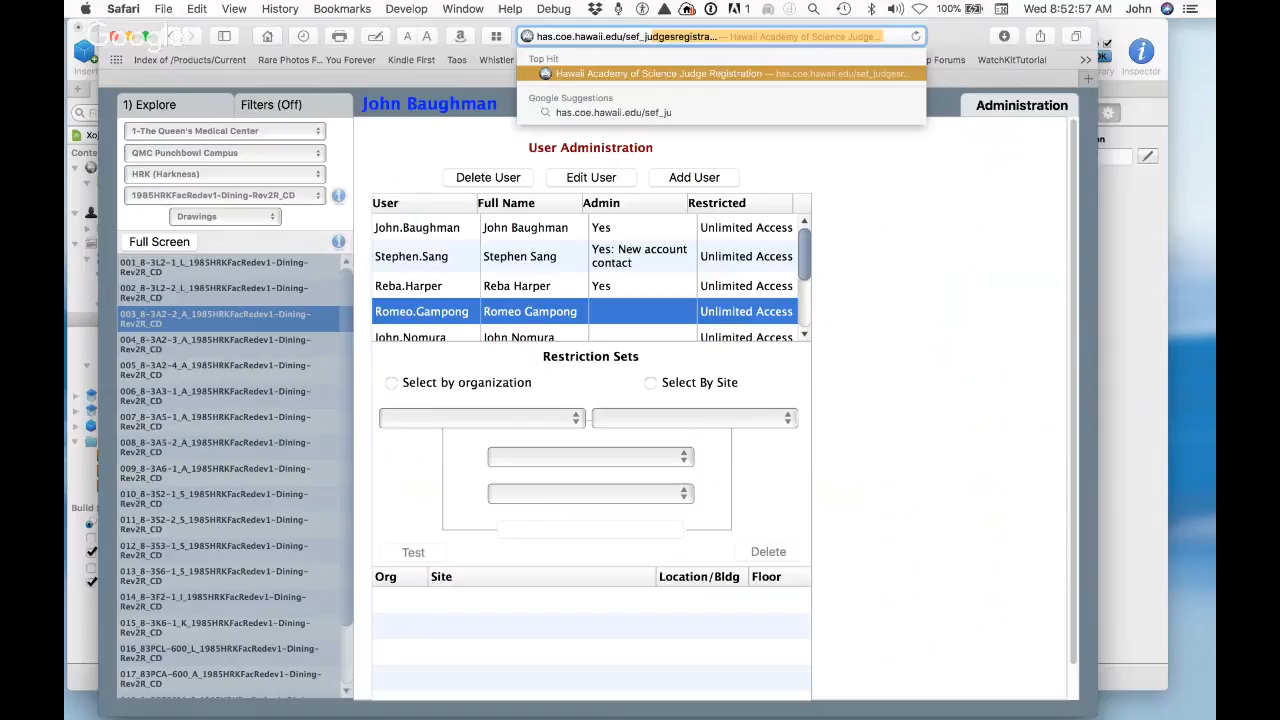 Safari File Edit View History Bookmarks Develop Window Help Debug 1 100% Fri 8:52:57 AM John
Google
has.coe.hawaii.edu/sef_judgesregistra... — Hawaii Academy of Science Judge...
Index of /Products/Current Rare Photos F...You Forever Kindle First Taos Whistler Forum WatchKitTutorial
Top Hit
Hawaii Academy of Science Judge Registration — has.coe.hawaii.edu/sef_judgesr...
Google Suggestions
has.coe.hawaii.edu/sef_ju
Insert
Inspector
1) Explore Filters (Off) John Baughman Administration
1-The Queen's Medical Center
QMC Punchbowl Campus
HRK (Harkness)
1985HRKFacRedev1-Dining-Rev2R_CD
Drawings
Full Screen
001_8-3L2-1_L_1985HRKFacRedev1-Dining-
Rev2R_CD
002_8-3L2-2_L_1985HRKFacRedev1-Dining-
Rev2R_CD
003_8-3A2-2_A_1985HRKFacRedev1-Dining-
Rev2R_CD
004_8-3A2-3_A_1985HRKFacRedev1-Dining-
Rev2R_CD
005_8-3A2-4_A_1985HRKFacRedev1-Dining-
Rev2R_CD
006_8-3A3-1_A_1985HRKFacRedev1-Dining-
Rev2R_CD
007_8-3A5-1_A_1985HRKFacRedev1-Dining-
Rev2R_CD
008_8-3A5-2_A_1985HRKFacRedev1-Dining-
Rev2R_CD
009_8-3A6-1_A_1985HRKFacRedev1-Dining-
Rev2R_CD
010_8-3S2-1_S_1985HRKFacRedev1-Dining-
Rev2R_CD
011_8-3S2-2_S_1985HRKFacRedev1-Dining-
Rev2R_CD
012_8-3S3-1_S_1985HRKFacRedev1-Dining-
Rev2R_CD
013_8-3S6-1_S_1985HRKFacRedev1-Dining-
Rev2R_CD
014_8-3F2-1_I_1985HRKFacRedev1-Dining-
Rev2R_CD
015_8-3K6-1_K_1985HRKFacRedev1-Dining-
Rev2R_CD
016_83PCL-600_L_1985HRKFacRedev1-Dining-
Rev2R_CD
017_83PCA-600_A_1985HRKFacRedev1-Dining-
Rev2R_CD
User Administration
Delete User Edit User Add User
User Full Name Admin Restricted
John.Baughman John Baughman Yes Unlimited Access
Stephen.Sang Stephen Sang Yes: New account contact Unlimited Access
Reba.Harper Reba Harper Yes Unlimited Access
Romeo.Gampong Romeo Gampong Unlimited Access
John.Nomura John Nomura Unlimited Access
Restriction Sets
Select by organization Select By Site
Test Delete
Org Site Location/Bldg Floor